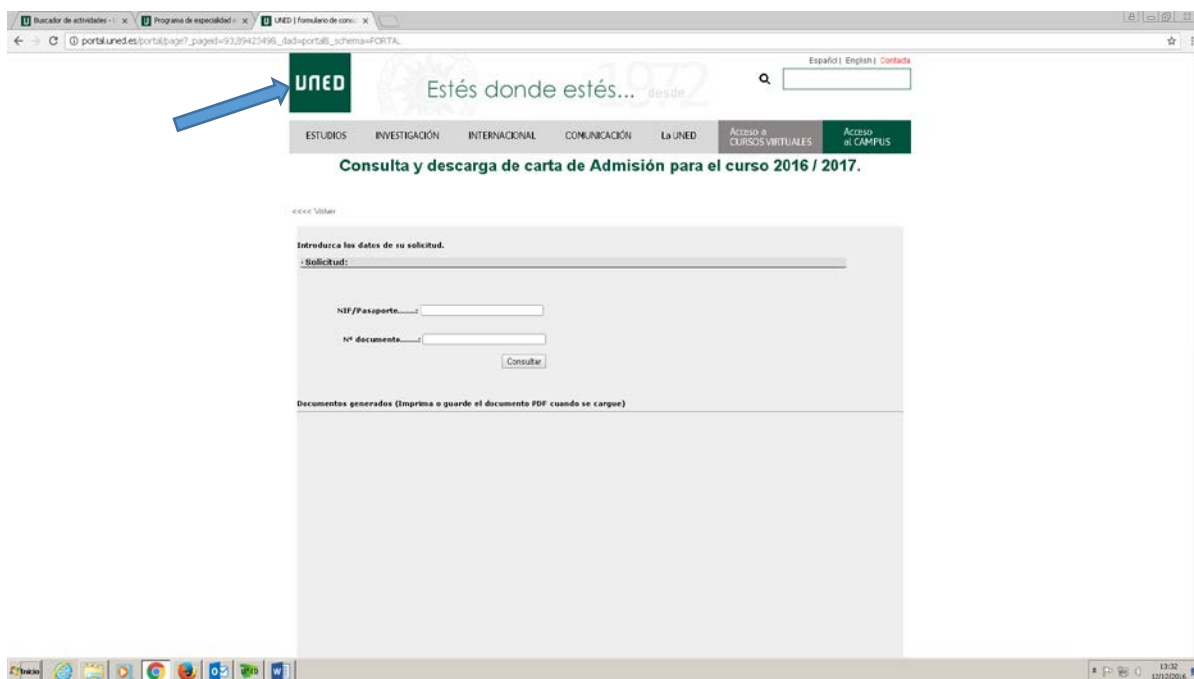 Buscador de actividades - U
Programa de especialidad e
UNED | formulario de consu
portal.uned.es/portal/page?_pageid=93,89423496_dad=portal&_schema=PORTAL
Español | English | Contacta
UNED
Estés donde estés... desde 1972
ESTUDIOS INVESTIGACIÓN INTERNACIONAL COMUNICACIÓN La UNED Acceso a CURSOS VIRTUALES Acceso al CAMPUS
Consulta y descarga de carta de Admisión para el curso 2016 / 2017.
<<<< Volver
Introduzca los datos de su solicitud.
· Solicitud:
NIF/Pasaporte.......:
Nº documento.......:
Consultar
Documentos generados (Imprima o guarde el documento PDF cuando se cargue)
Inicio
13:32
12/12/2016